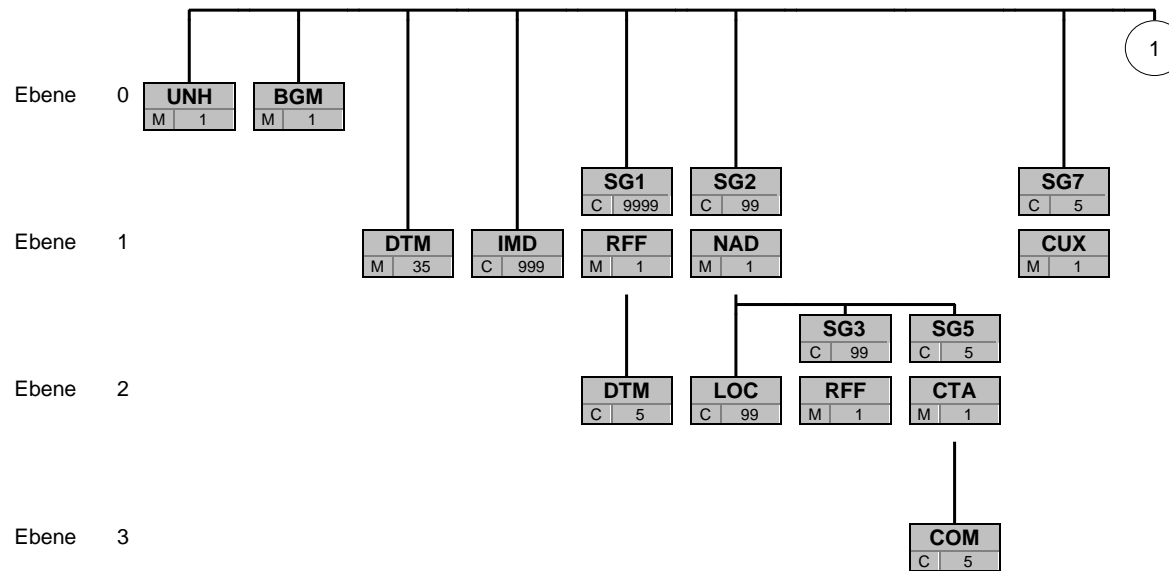 1
Ebene 0
UNH BGM
M 1 M 1
SG1 SG2 SG7
C 9999 C 99 C 5
Ebene 1
DTM IMD RFF NAD CUX
M 35 C 999 M 1 M 1 M 1
SG3 SG5
C 99 C 5
Ebene 2
DTM LOC RFF CTA
C 5 C 99 M 1 M 1
Ebene 3
COM
C 5